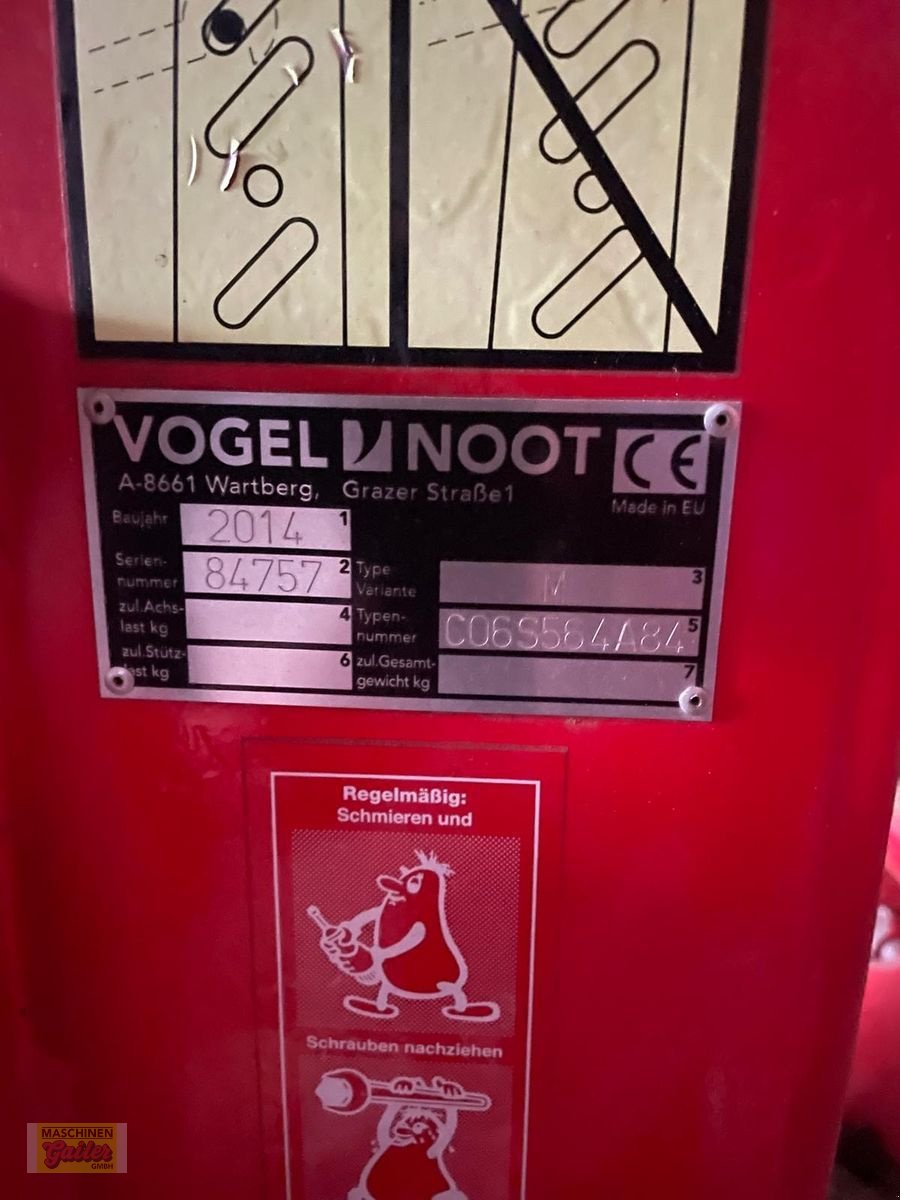 VOGEL NOOT
CE
A-8661 Wartberg, Grazer Straße1
Made in EU
Baujahr 2014 1
Serien-
nummer 84757 2
Type
Variante M 3
zul.Achs-
last kg 4
Typen-
nummer C06S564A84 5
zul.Stütz-
last kg 6
zul.Gesamt-
gewicht kg 7
Regelmäßig:
Schmieren und
Schrauben nachziehen
MASCHINEN
Gailer
GMBH